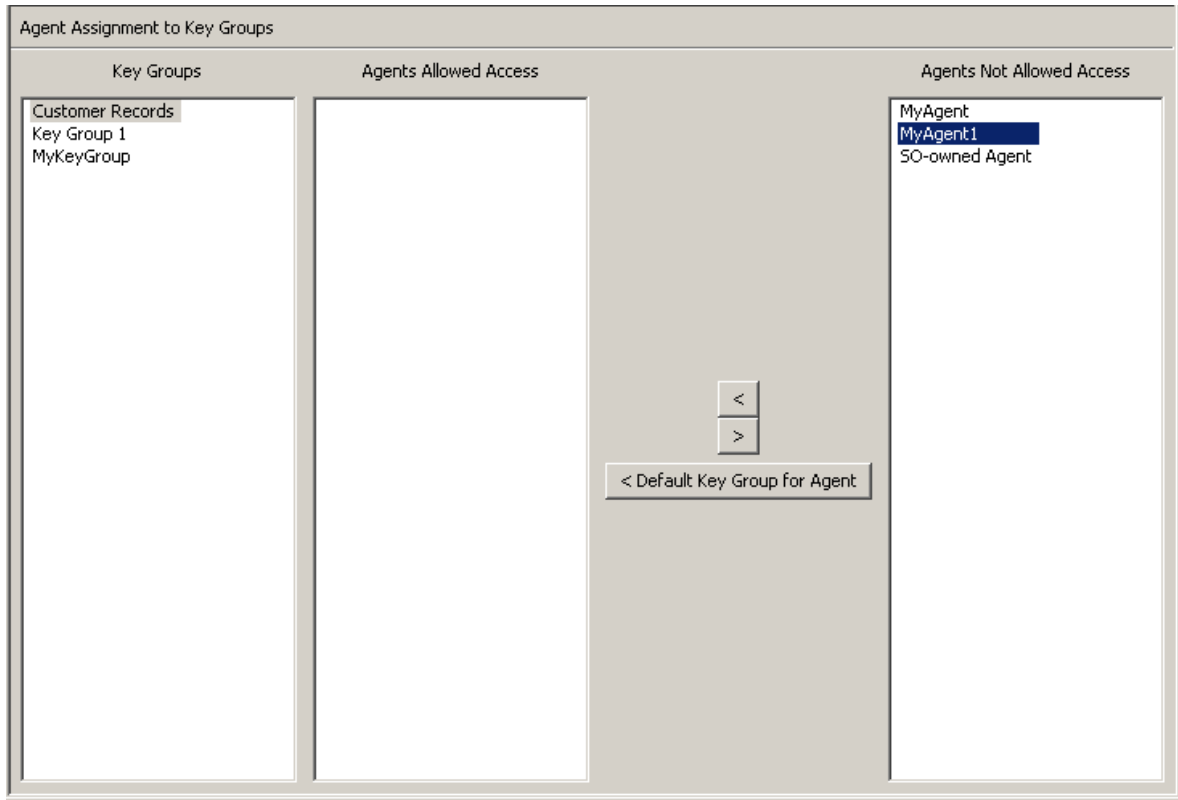 Agent Assignment to Key Groups
Key Groups
Agents Allowed Access
Agents Not Allowed Access
Customer Records
Key Group 1
MyKeyGroup
MyAgent
MyAgent1
SO-owned Agent
<
>
< Default Key Group for Agent